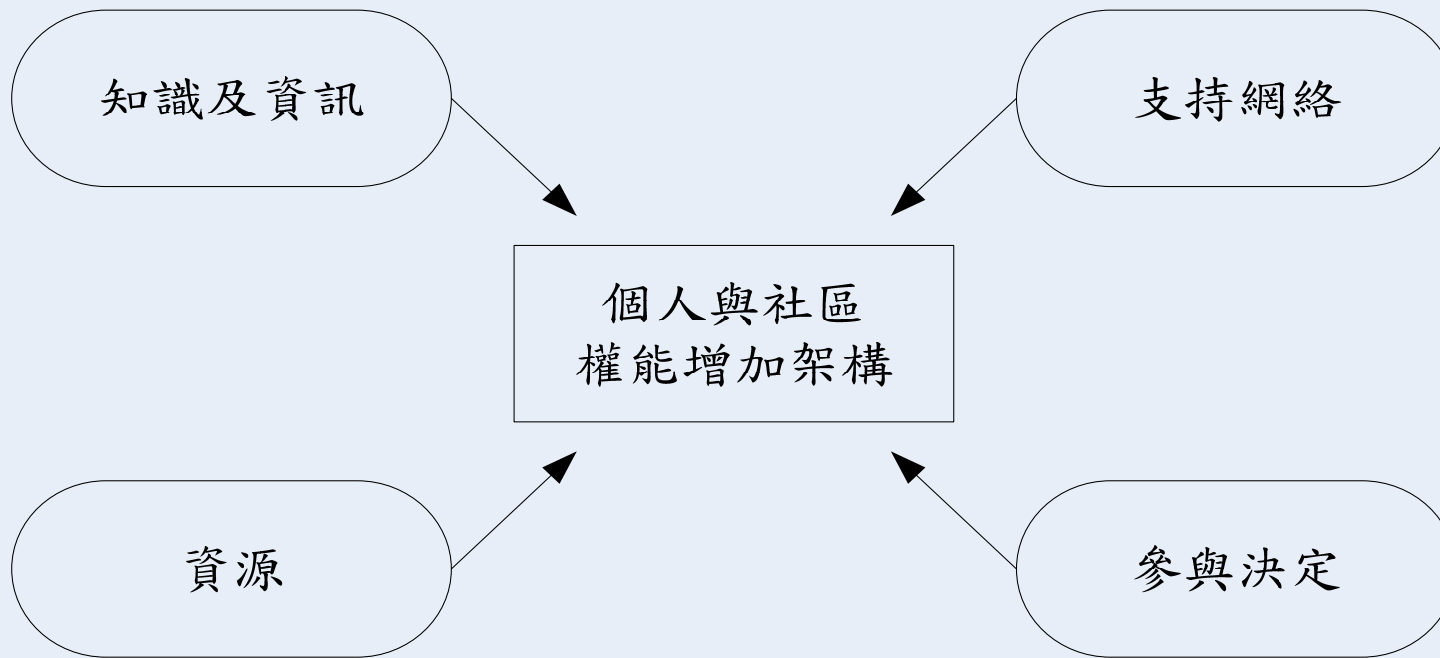 知識及資訊
支持網絡
個人與社區
權能增加架構
資源
參與決定